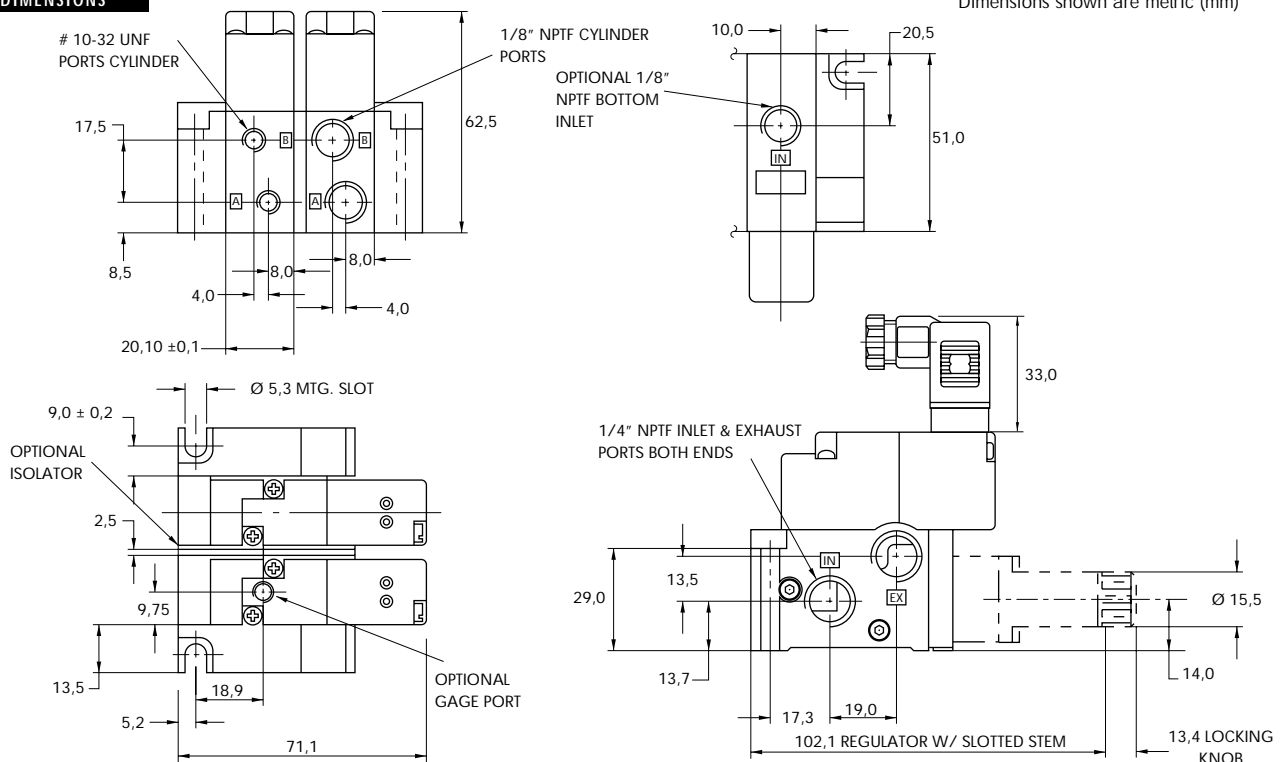 DIMENSIONS
Dimensions shown are metric (mm)
# 10-32 UNF
PORTS CYLINDER
1/8" NPTF CYLINDER
PORTS
17,5
62,5
B
B
A
A
8,5
8,0
8,0
4,0
4,0
20,10 ±0,1
10,0
20,5
OPTIONAL 1/8"
NPTF BOTTOM
INLET
51,0
IN
Ø 5,3 MTG. SLOT
9,0 ± 0,2
OPTIONAL
ISOLATOR
2,5
9,75
13,5
18,9
5,2
71,1
OPTIONAL
GAGE PORT
33,0
1/4" NPTF INLET & EXHAUST
PORTS BOTH ENDS
IN
EX
13,5
29,0
13,7
Ø 15,5
14,0
17,3
19,0
102,1 REGULATOR W/ SLOTTED STEM
13,4 LOCKING
KNOB